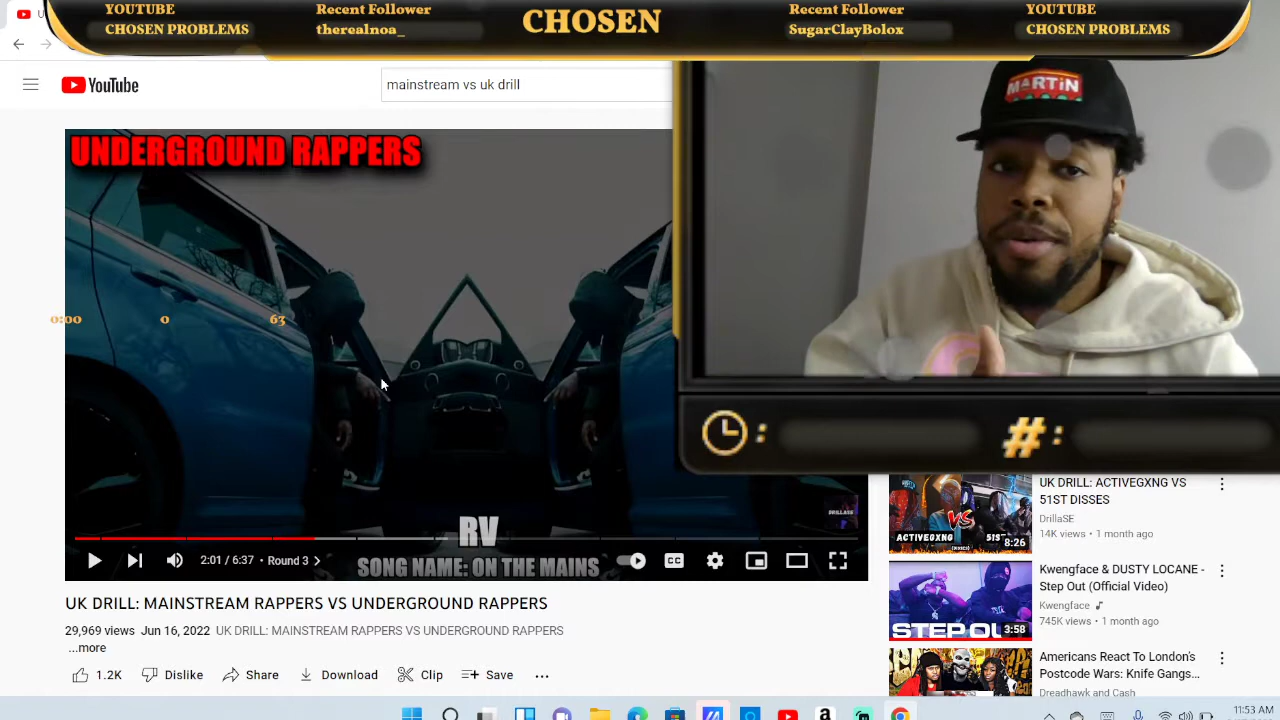 YOUTUBE
CHOSEN PROBLEMS
Recent Follower
therealnoa_
CHOSEN
Recent Follower
SugarClayBolox
YOUTUBE
CHOSEN PROBLEMS
YouTube
mainstream vs uk drill
MARTIN
UNDERGROUND RAPPERS
0:00
0
63
RV
SONG NAME: ON THE MAINS
DRILLASE
2:01 / 6:37 • Round 3
CC
UK DRILL: MAINSTREAM RAPPERS VS UNDERGROUND RAPPERS
29,969 views Jun 16, 2022 UK DRILL: MAINSTREAM RAPPERS VS UNDERGROUND RAPPERS
...more
1.2K
Dislike
Share
Download
Clip
Save
#:
UK DRILL: ACTIVEGXNG VS
51ST DISSES
DrillaSE
14K views • 1 month ago
ACTIVEGXNG
VS
8:26
Kwengface & DUSTY LOCANE -
Step Out (Official Video)
Kwengface
745K views • 1 month ago
3:58
Americans React To London's
Postcode Wars: Knife Gangs...
Dreadhawk and Cash
11:53 AM